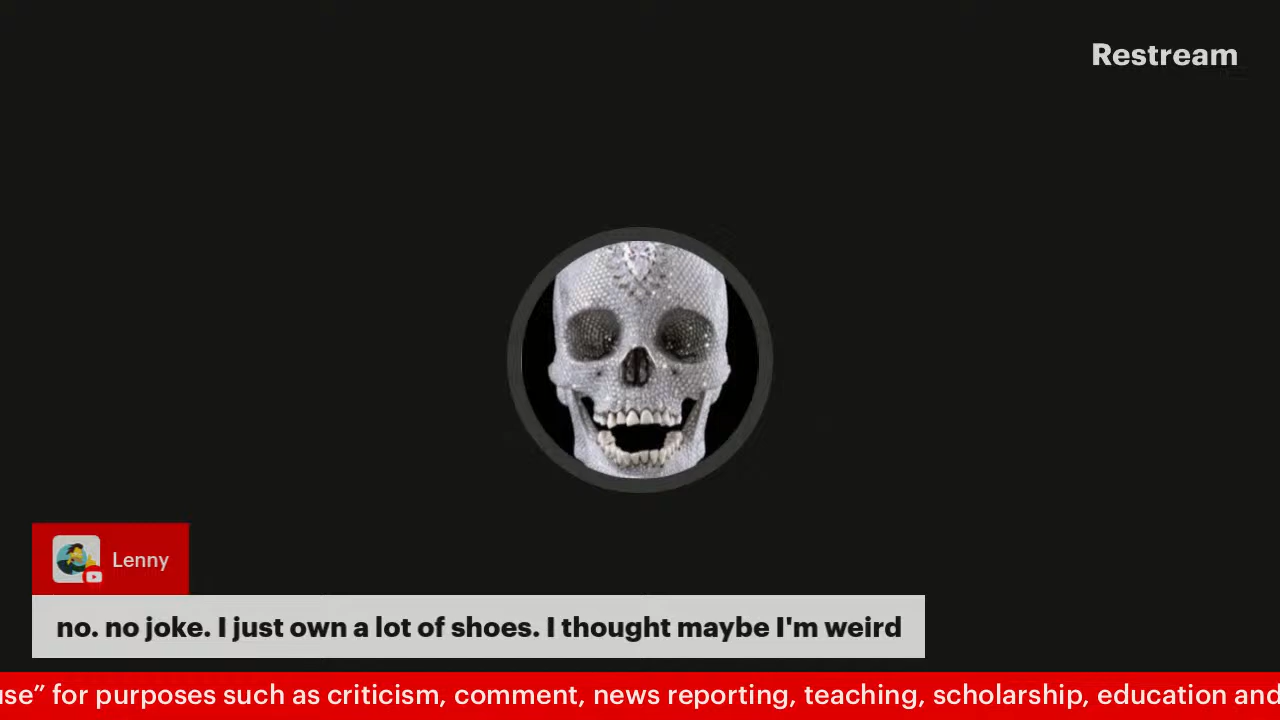 Restream
Lenny
no. no joke. I just own a lot of shoes. I thought maybe I'm weird
use” for purposes such as criticism, comment, news reporting, teaching, scholarship, education and